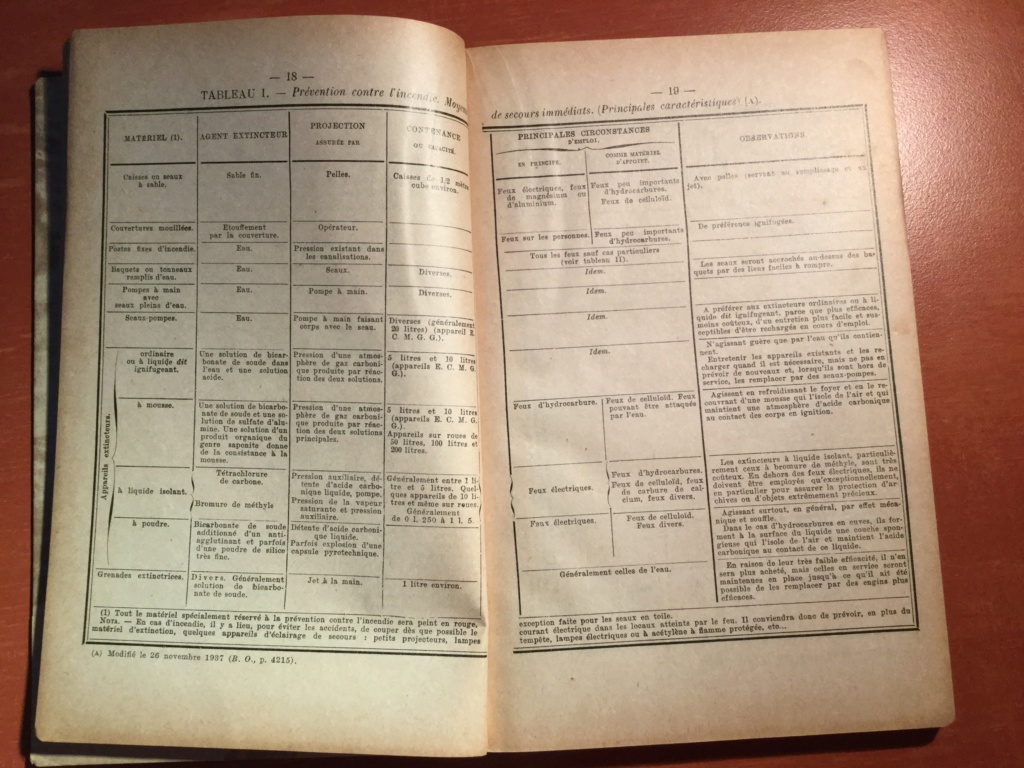 — 18 —
TABLEAU I. — Prévention contre l'incendie. Moyens
MATÉRIEL (1).
AGENT EXTINCTEUR
PROJECTION
ASSURÉE PAR
CONTENANCE
OU CAPACITÉ.
Caisses ou seaux
à sable.
Sable fin.
Pelles.
Caisses de 1/2 mètre
cube environ.
Couvertures mouillées.
Etouffement
par la couverture.
Opérateur.
Postes fixes d'incendie.
Eau.
Pression existant dans
les canalisations.
Baquets ou tonneaux
remplis d'eau.
Eau.
Seaux.
Diverses.
Pompes à main
avec
seaux pleins d'eau.
Eau.
Pompe à main.
Diverses.
Seaux-pompes.
Eau.
Pompe à main faisant
corps avec le seau.
Diverses (généralement
20 litres) (appareil E.
C. M. G. G.).
Appareils extincteurs.
ordinaire
ou à liquide dit
ignifugeant.
Une solution de bicar-
bonate de soude dans
l'eau et une solution
acide.
Pression d'une atmos-
phère de gaz carboni-
que produite par réac-
tion des deux solutions.
5 litres et 10 litres
(appareils E. C. M. G.
G.).
à mousse.
Une solution de bicarbo-
nate de soude et une so-
lution de sulfate d'alu-
mine. Une solution d'un
produit organique du
genre saponite donne
de la consistance à la
mousse.
Pression d'une atmos-
phère de gaz carboni-
que produite par réac-
tion des deux solutions
principales.
5 litres et 10 litres
(appareils E. C. M. G.
G.)
Appareils sur roues de
50 litres, 100 litres et
200 litres.
à liquide isolant.
Tétrachlorure
de carbone.
Bromure de méthyle
Pression auxiliaire, dé-
tente d'acide carbo-
nique liquide, pompe.
Pression de la vapeur
saturante et pression
auxiliaire.
Généralement entre 1 li-
tre et 5 litres. Quel-
ques appareils de 10 li-
tres et même sur roues.
Généralement
de 0 l. 250 à 1 l. 5.
à poudre.
Bicarbonate de soude
additionné d'un anti-
agglutinant et parfois
d'une poudre de silice
très fine.
Détente d'acide carboni-
que liquide.
Parfois explosion d'une
capsule pyrotechnique.
Grenades extinctrices.
Divers. Généralement
solution de bicarbo-
nate de soude.
Jet à la main.
1 litre environ.
(1) Tout le matériel spécialement réservé à la prévention contre l'incendie sera peint en rouge,
NOTA. — En cas d'incendie, il y a lieu, pour éviter les accidents, de couper dès que possible le
matériel d'extinction, quelques appareils d'éclairage de secours : petits projecteurs, lampes
(A) Modifié le 26 novembre 1937 (B. O., p. 4215).
— 19 —
de secours immédiats. (Principales caractéristiques) (A).
PRINCIPALES CIRCONSTANCES
D'EMPLOI.
EN PRINCIPE.
COMME MATÉRIEL
D'APPOINT.
OBSERVATIONS.
Feux électriques, feux
de magnésium ou
d'aluminium.
Feux peu importants
d'hydrocarbures.
Feux de celluloïd.
Avec pelles (servant au remplissage et au
jet).
Feux sur les personnes.
Feux peu importants
d'hydrocarbures.
De préférence ignifugées.
Tous les feux sauf cas particuliers
(voir tableau II).
Idem.
Les seaux seront accrochés au-dessus des ba-
quets par des liens faciles à rompre.
Idem.
Idem.
A préférer aux extincteurs ordinaires ou à li-
quide dit ignifugeant, parce que plus efficaces,
moins coûteux, d'un entretien plus facile et sus-
ceptibles d'être rechargés en cours d'emploi.
Idem.
N'agissant guère que par l'eau qu'ils contien-
nent.
Entretenir les appareils existants et les re-
charger quand il est nécessaire, mais ne pas en
prévoir de nouveaux et, lorsqu'ils sont hors de
service, les remplacer par des seaux-pompes.
Feux d'hydrocarbure.
Feux de celluloïd. Feux
pouvant être attaqués
par l'eau.
Agissant en refroidissant le foyer et en le re-
couvrant d'une mousse qui l'isole de l'air et qui
maintient une atmosphère d'acide carbonique
au contact des corps en ignition.
Feux électriques.
Feux d'hydrocarbures.
Feux de celluloïd, feux
de carbure de cal-
cium, feux divers.
Les extincteurs à liquide isolant, particuliè-
rement ceux à bromure de méthyle, sont très
coûteux. En dehors des feux électriques, ils ne
doivent être employés qu'exceptionnellement,
en particulier pour assurer la protection d'ar-
chives ou d'objets extrêmement précieux.
Feux électriques.
Feux de celluloïd.
Feux divers.
Agissant surtout, en général, par effet méca-
nique et souffle.
Dans le cas d'hydrocarbures en cuves, ils for-
ment à la surface du liquide une couche spon-
gieuse qui l'isole de l'air et maintient l'acide
carbonique au contact de ce liquide.
Généralement celles de l'eau.
En raison de leur très faible efficacité, il n'en
sera plus acheté, mais celles en service seront
maintenues en place jusqu'à ce qu'il ait été
possible de les remplacer par des engins plus
efficaces.
exception faite pour les seaux en toile.
courant électrique dans les locaux atteints par le feu. Il conviendra donc de prévoir, en plus du
tempête, lampes électriques ou à acétylène à flamme protégée, etc...